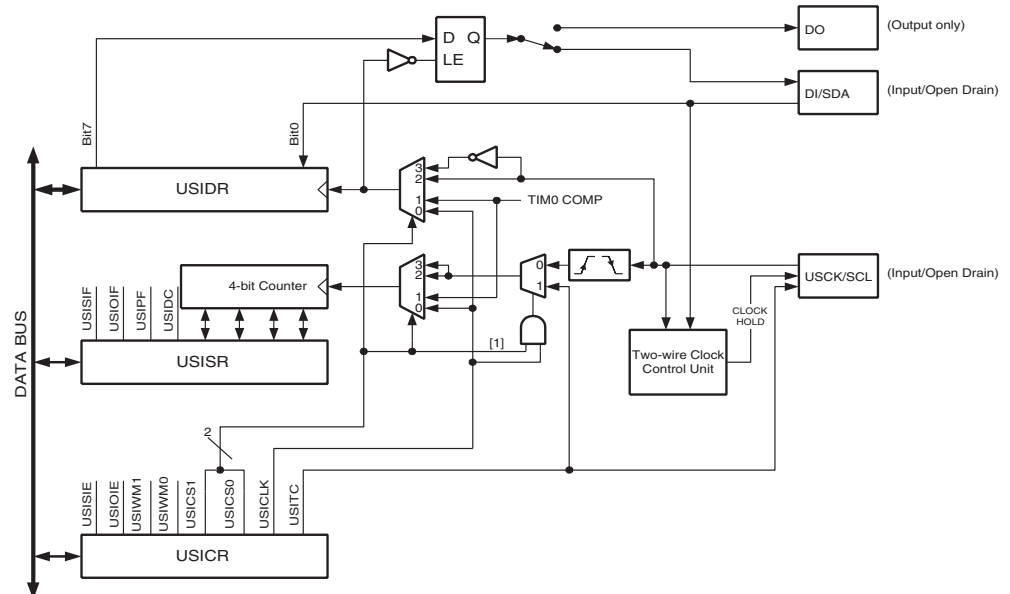 DO
(Output only)
D Q
LE
DI/SDA
(Input/Open Drain)
Bit7
Bit0
USIDR
3
2
1
0
TIM0 COMP
4-bit Counter
3
2
1
0
0
1
USCK/SCL
(Input/Open Drain)
CLOCK
HOLD
USISIF
USIOIF
USIPF
USIDC
[1]
USISR
Two-wire Clock
Control Unit
DATA BUS
2
USISIE
USIOIE
USIWM1
USIWM0
USICS1
USICS0
USICLK
USITC
USICR